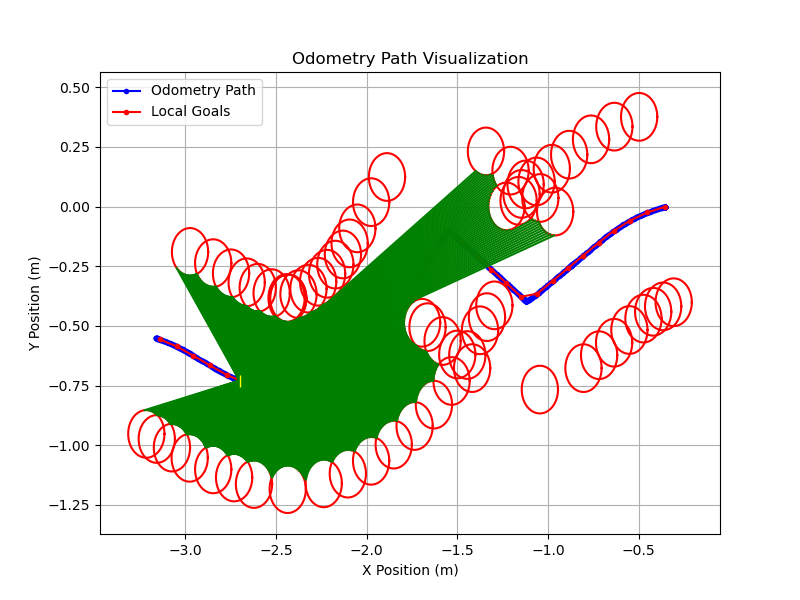 Odometry Path Visualization
Odometry Path
Local Goals
0.50
0.25
0.00
−0.25
−0.50
−0.75
−1.00
−1.25
Y Position (m)
−3.0 −2.5 −2.0 −1.5 −1.0 −0.5
X Position (m)